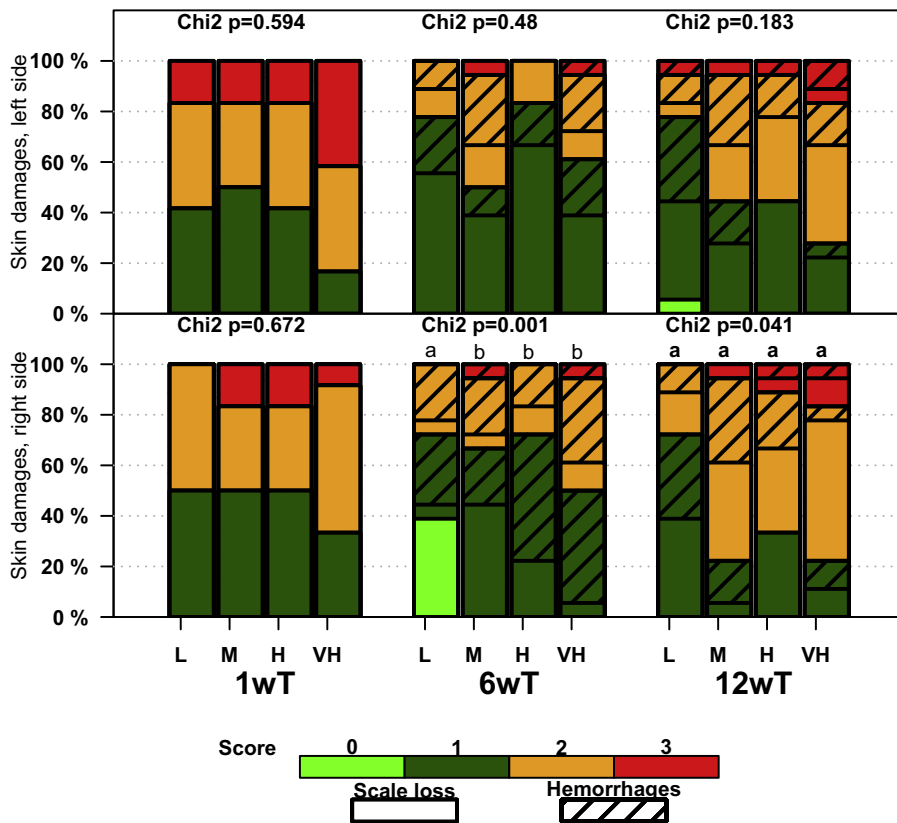 Chi2 p=0.594 Chi2 p=0.48 Chi2 p=0.183
Skin damages, left side
100 %
80 %
60 %
40 %
20 %
0 %
Chi2 p=0.672 Chi2 p=0.001 Chi2 p=0.041
a b b b a a a a
Skin damages, right side
100 %
80 %
60 %
40 %
20 %
0 %
L M H VH L M H VH L M H VH
1wT 6wT 12wT
Score 0 1 2 3
Scale loss Hemorrhages